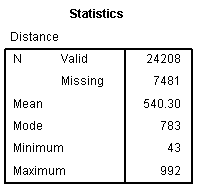 Statistics
Distance
N Valid 24208
Missing 7481
Mean 540.30
Mode 783
Minimum 43
Maximum 992